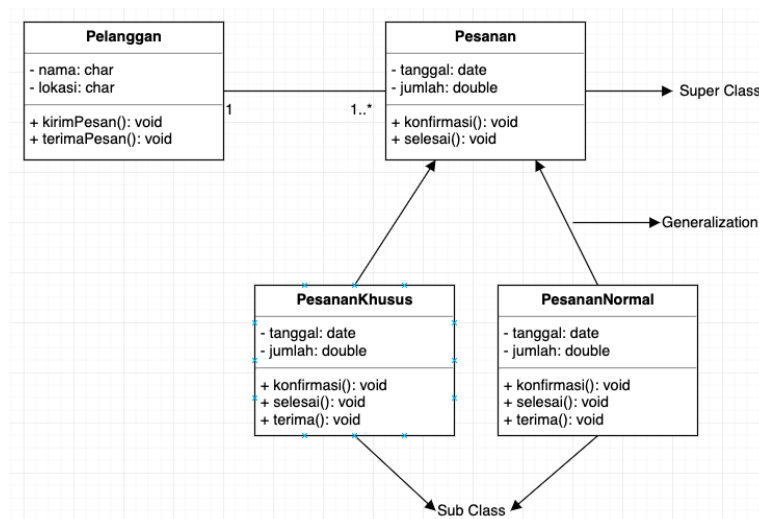 Pelanggan
- nama: char
- lokasi: char
+ kirimPesan(): void
+ terimaPesan(): void
1
1..*
Pesanan
- tanggal: date
- jumlah: double
+ konfirmasi(): void
+ selesai(): void
Super Class
Generalization
PesananKhusus
- tanggal: date
- jumlah: double
+ konfirmasi(): void
+ selesai(): void
+ terima(): void
PesananNormal
- tanggal: date
- jumlah: double
+ konfirmasi(): void
+ selesai(): void
+ terima(): void
Sub Class